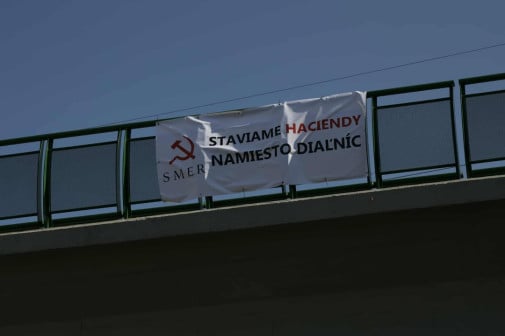 STAVIAME HACIENDY
NAMIESTO DIAĽNÍC
SMER